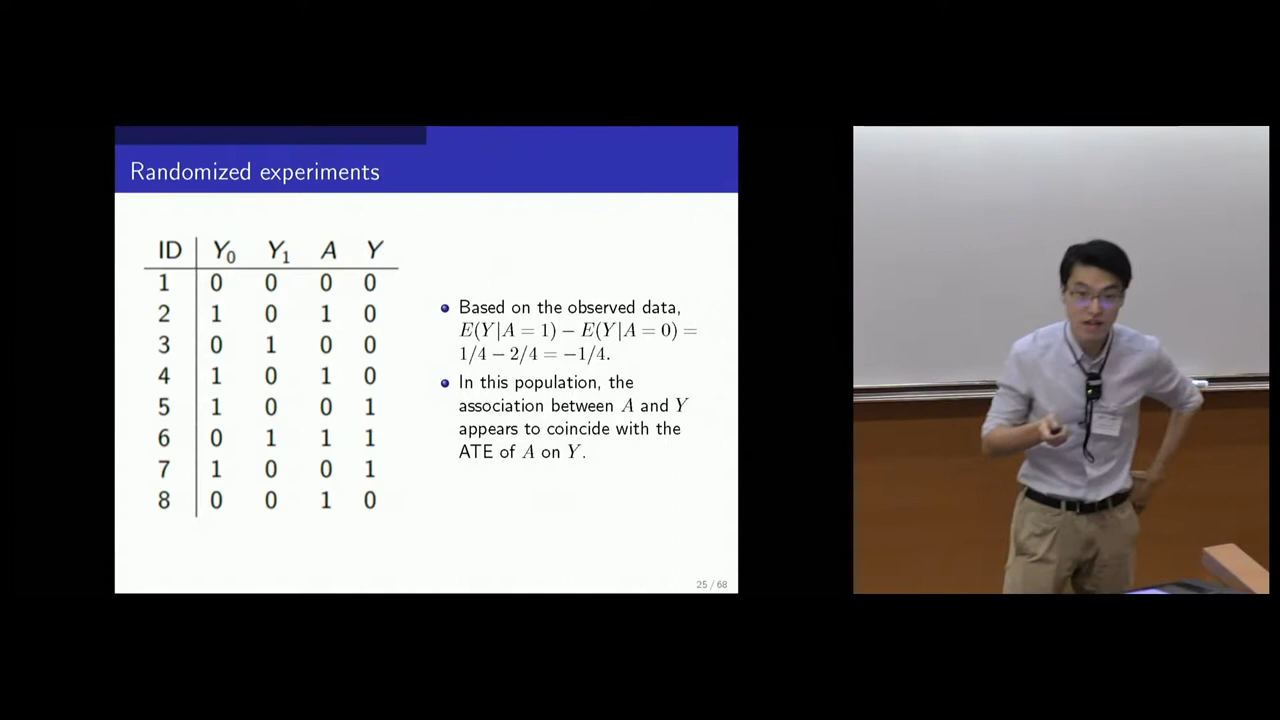 Randomized experiments
ID Y₀ Y₁ A Y
1 0 0 0 0
2 1 0 1 0
3 0 1 0 0
4 1 0 1 0
5 1 0 0 1
6 0 1 1 1
7 1 0 0 1
8 0 0 1 0
Based on the observed data,
E(Y|A = 1) − E(Y|A = 0) =
1/4 − 2/4 = −1/4.
In this population, the
association between A and Y
appears to coincide with the
ATE of A on Y.
25 / 68